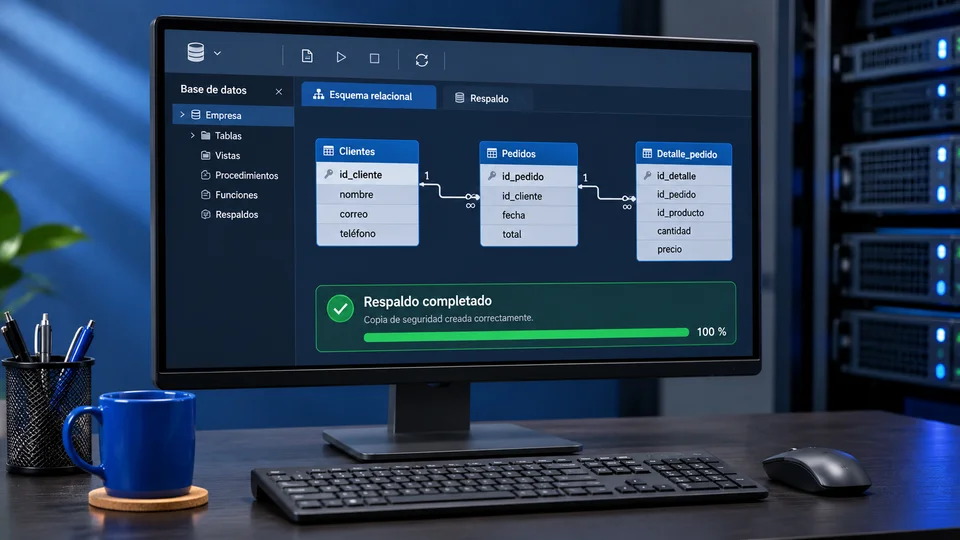 Base de datos
Empresa
Tablas
Vistas
Procedimientos
Funciones
Respaldos
Esquema relacional
Respaldo
Clientes
id_cliente
nombre
correo
teléfono
1
∞
Pedidos
id_pedido
id_cliente
fecha
total
1
∞
Detalle_pedido
id_detalle
id_pedido
id_producto
cantidad
precio
Respaldo completado
Copia de seguridad creada correctamente.
100 %